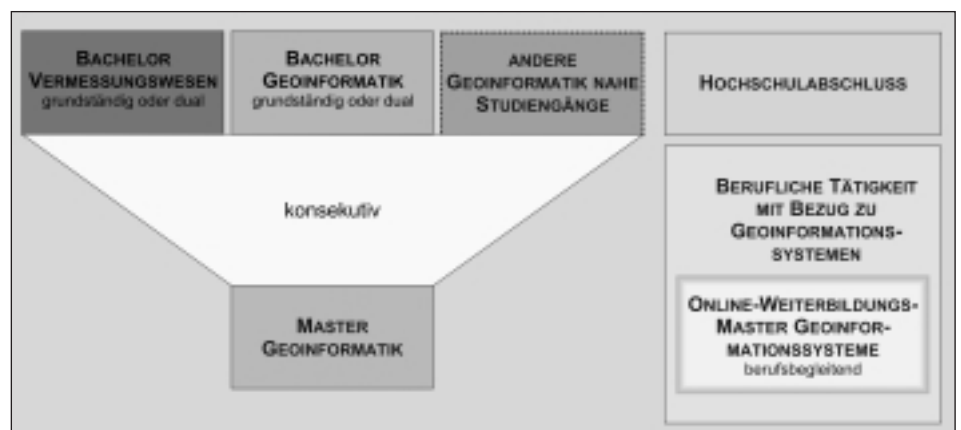 BACHELOR
VERMESSUNGSWESEN
grundständig oder dual
BACHELOR
GEOINFORMATIK
grundständig oder dual
ANDERE
GEOINFORMATIK NAHE
STUDIENGÄNGE
konsekutiv
MASTER
GEOINFORMATIK
HOCHSCHULABSCHLUSS
BERUFLICHE TÄTIGKEIT
MIT BEZUG ZU
GEOINFORMATIONS-
SYSTEMEN
ONLINE-WEITERBILDUNGS-
MASTER GEOINFOR-
MATIONSSYSTEME
berufsbegleitend